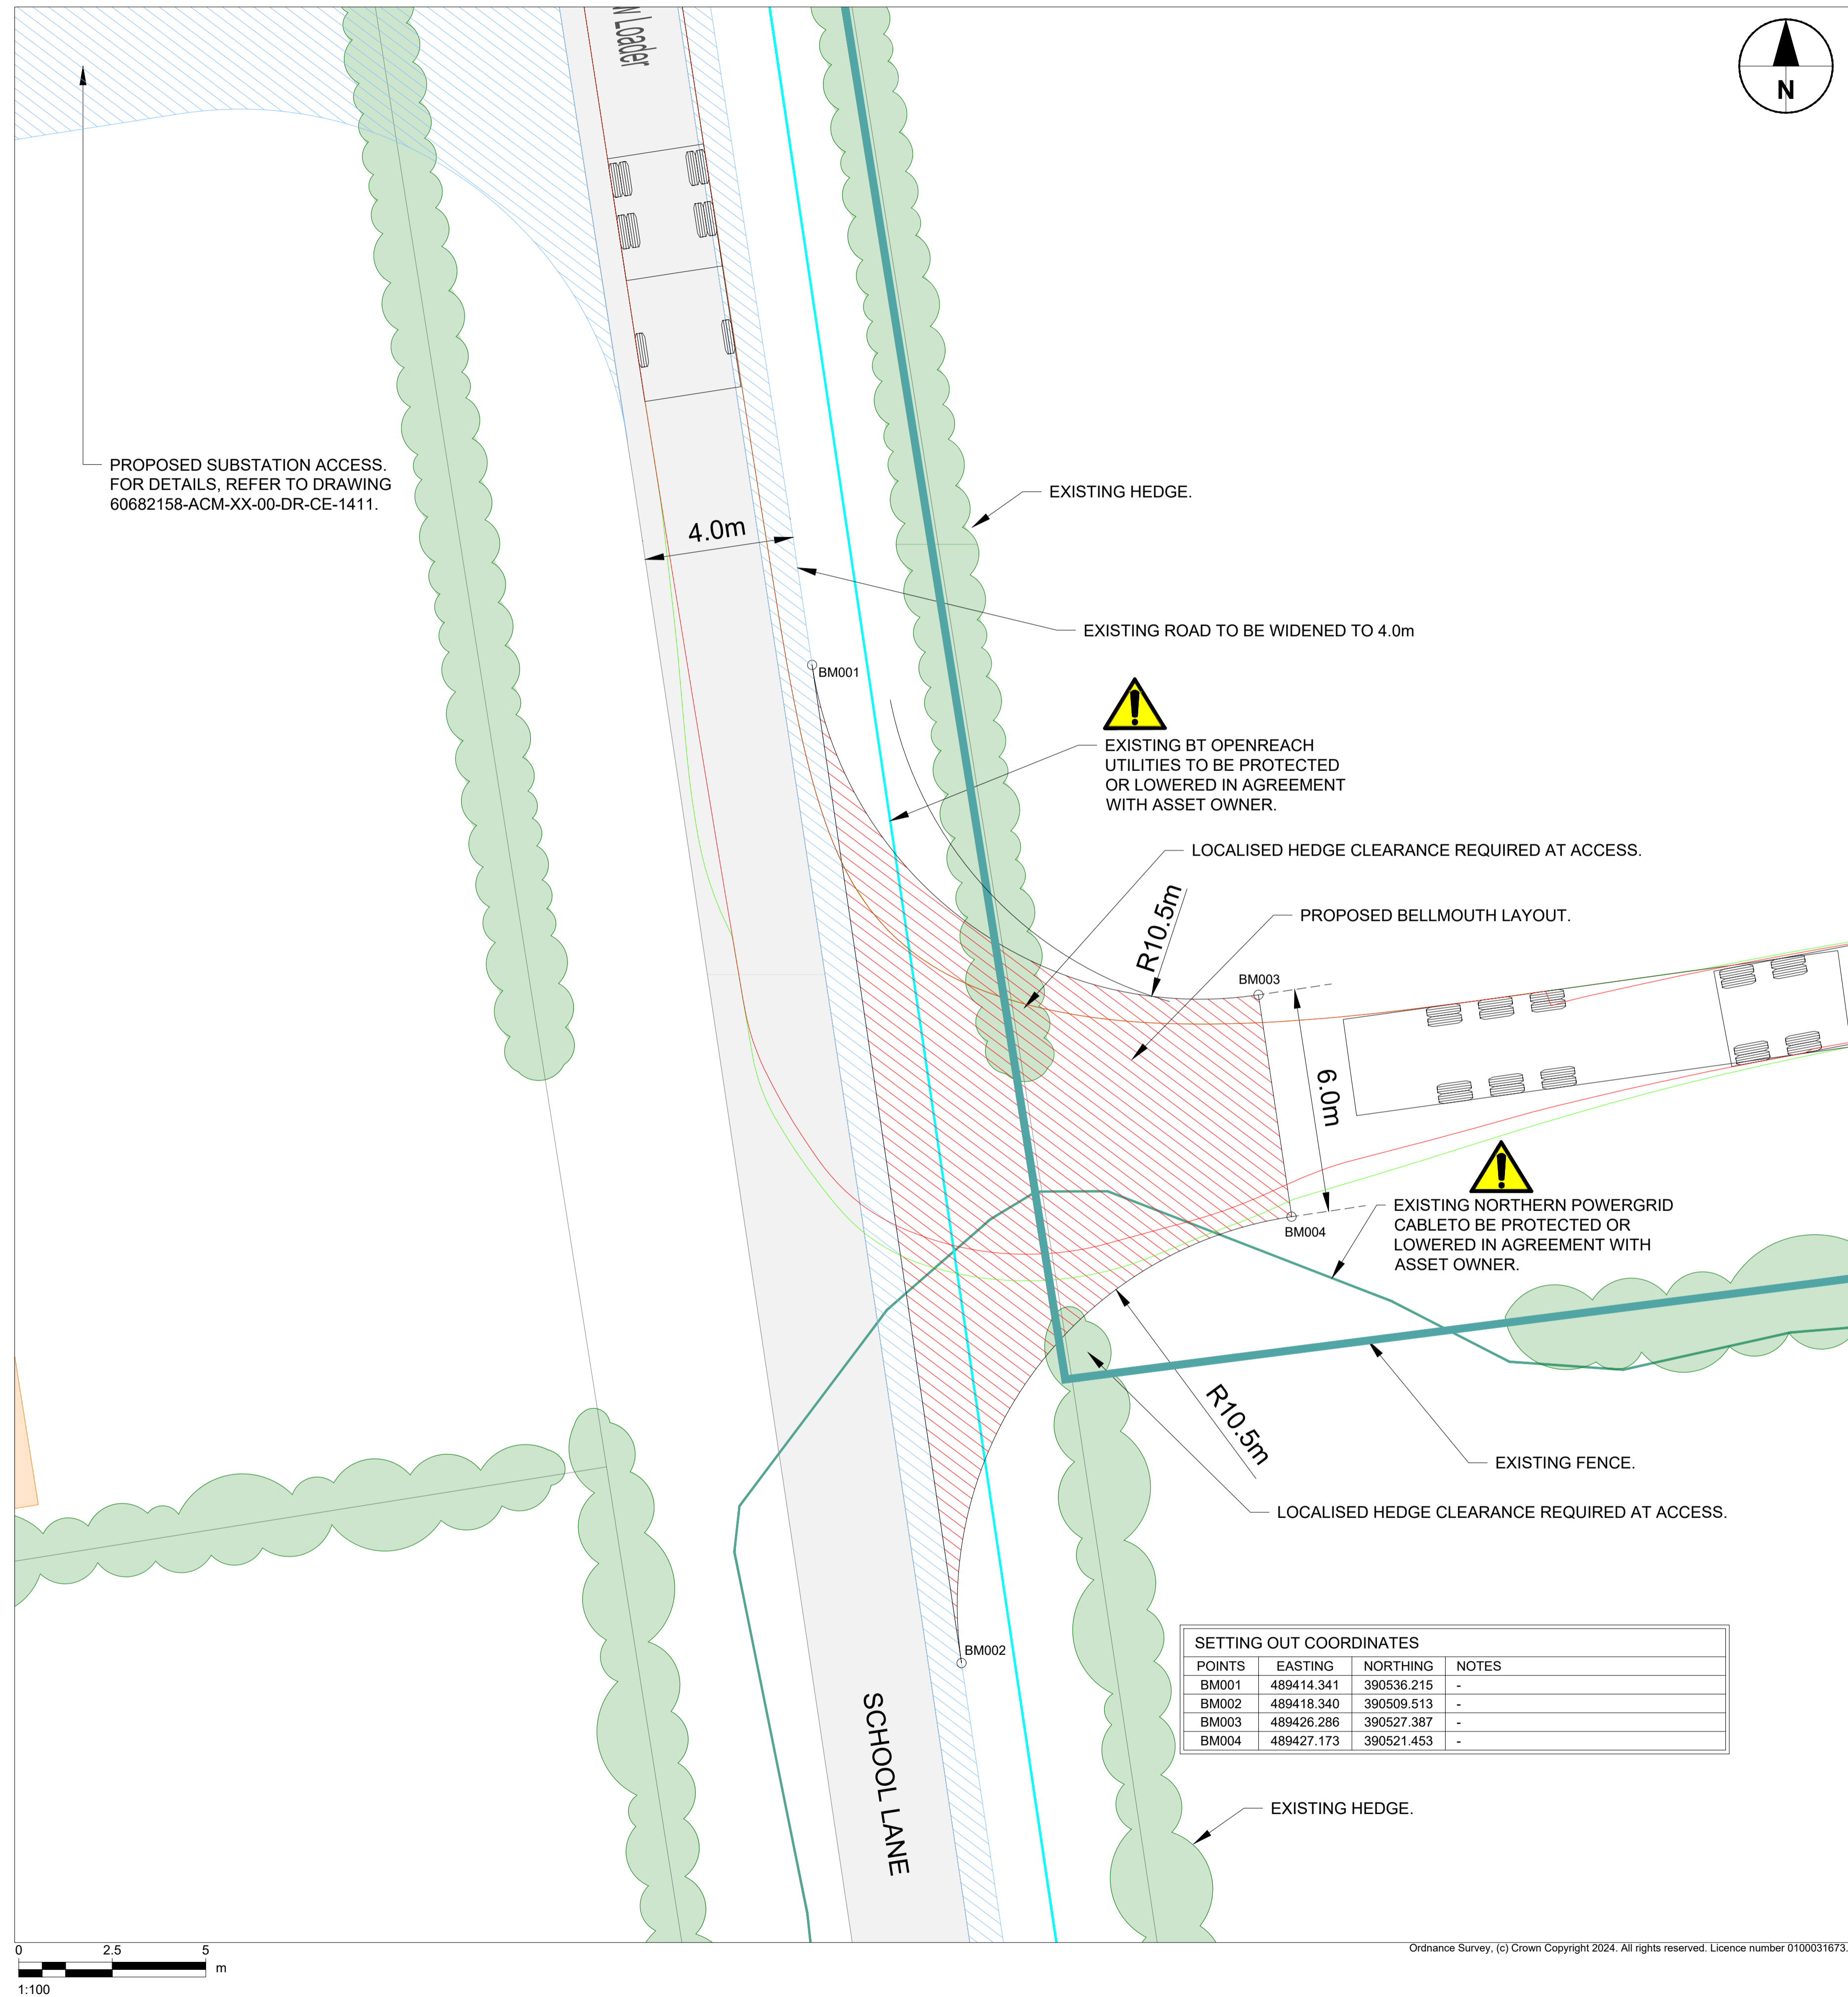 w Loader
N
PROPOSED SUBSTATION ACCESS.
FOR DETAILS, REFER TO DRAWING
60682158-ACM-XX-00-DR-CE-1411.
EXISTING HEDGE.
4.0m
EXISTING ROAD TO BE WIDENED TO 4.0m
BM001
EXISTING BT OPENREACH
UTILITIES TO BE PROTECTED
OR LOWERED IN AGREEMENT
WITH ASSET OWNER.
LOCALISED HEDGE CLEARANCE REQUIRED AT ACCESS.
R10.5m
PROPOSED BELLMOUTH LAYOUT.
BM003
6.0m
EXISTING NORTHERN POWERGRID
CABLETO BE PROTECTED OR
LOWERED IN AGREEMENT WITH
ASSET OWNER.
BM004
R10.5m
EXISTING FENCE.
LOCALISED HEDGE CLEARANCE REQUIRED AT ACCESS.
BM002
SETTING OUT COORDINATES
POINTS EASTING NORTHING NOTES
BM001 489414.341 390536.215 -
BM002 489418.340 390509.513 -
BM003 489426.286 390527.387 -
BM004 489427.173 390521.453 -
SCHOOL LANE
EXISTING HEDGE.
0 2.5 5
m
1:100
Ordnance Survey, (c) Crown Copyright 2024. All rights reserved. Licence number 0100031673.